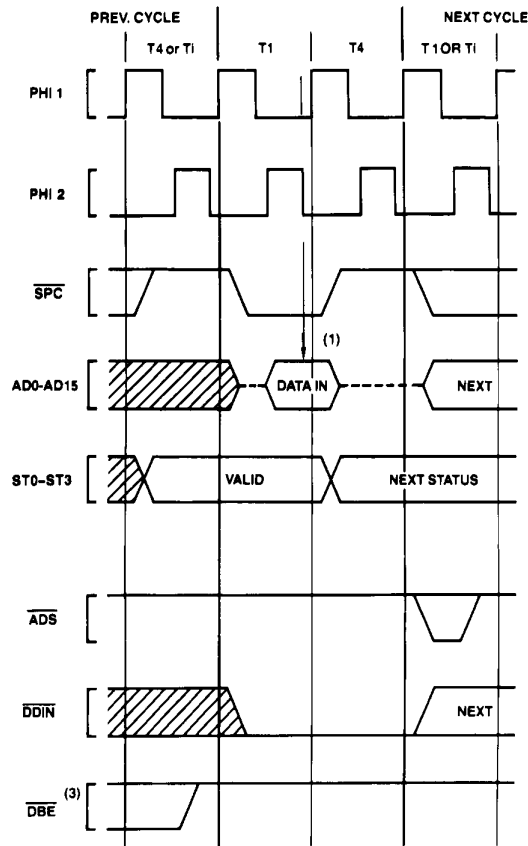 PREV. CYCLE NEXT CYCLE
T4 or Ti T1 T4 T1 OR Ti
PHI 1
PHI 2
SPC
(1)
AD0-AD15 DATA IN NEXT
ST0-ST3 VALID NEXT STATUS
ADS
DDIN NEXT
DBE (3)